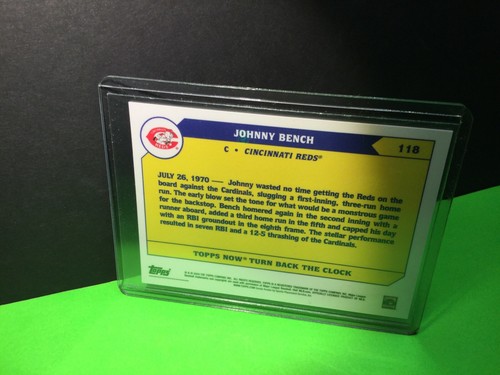 JOHNNY BENCH
118
C • CINCINNATI REDS®
REDS
JULY 26, 1970 — Johnny wasted no time getting the Reds on the
board against the Cardinals, slugging a first-inning, three-run home
run. The early blow set the tone for what would be a monstrous game
for the backstop. Bench homered again in the second inning with a
runner aboard, added a third home run in the fifth and capped his day
with an RBI groundout in the eighth frame. The stellar performance
resulted in seven RBI and a 12-5 thrashing of the Cardinals.
TOPPS NOW® TURN BACK THE CLOCK
Topps